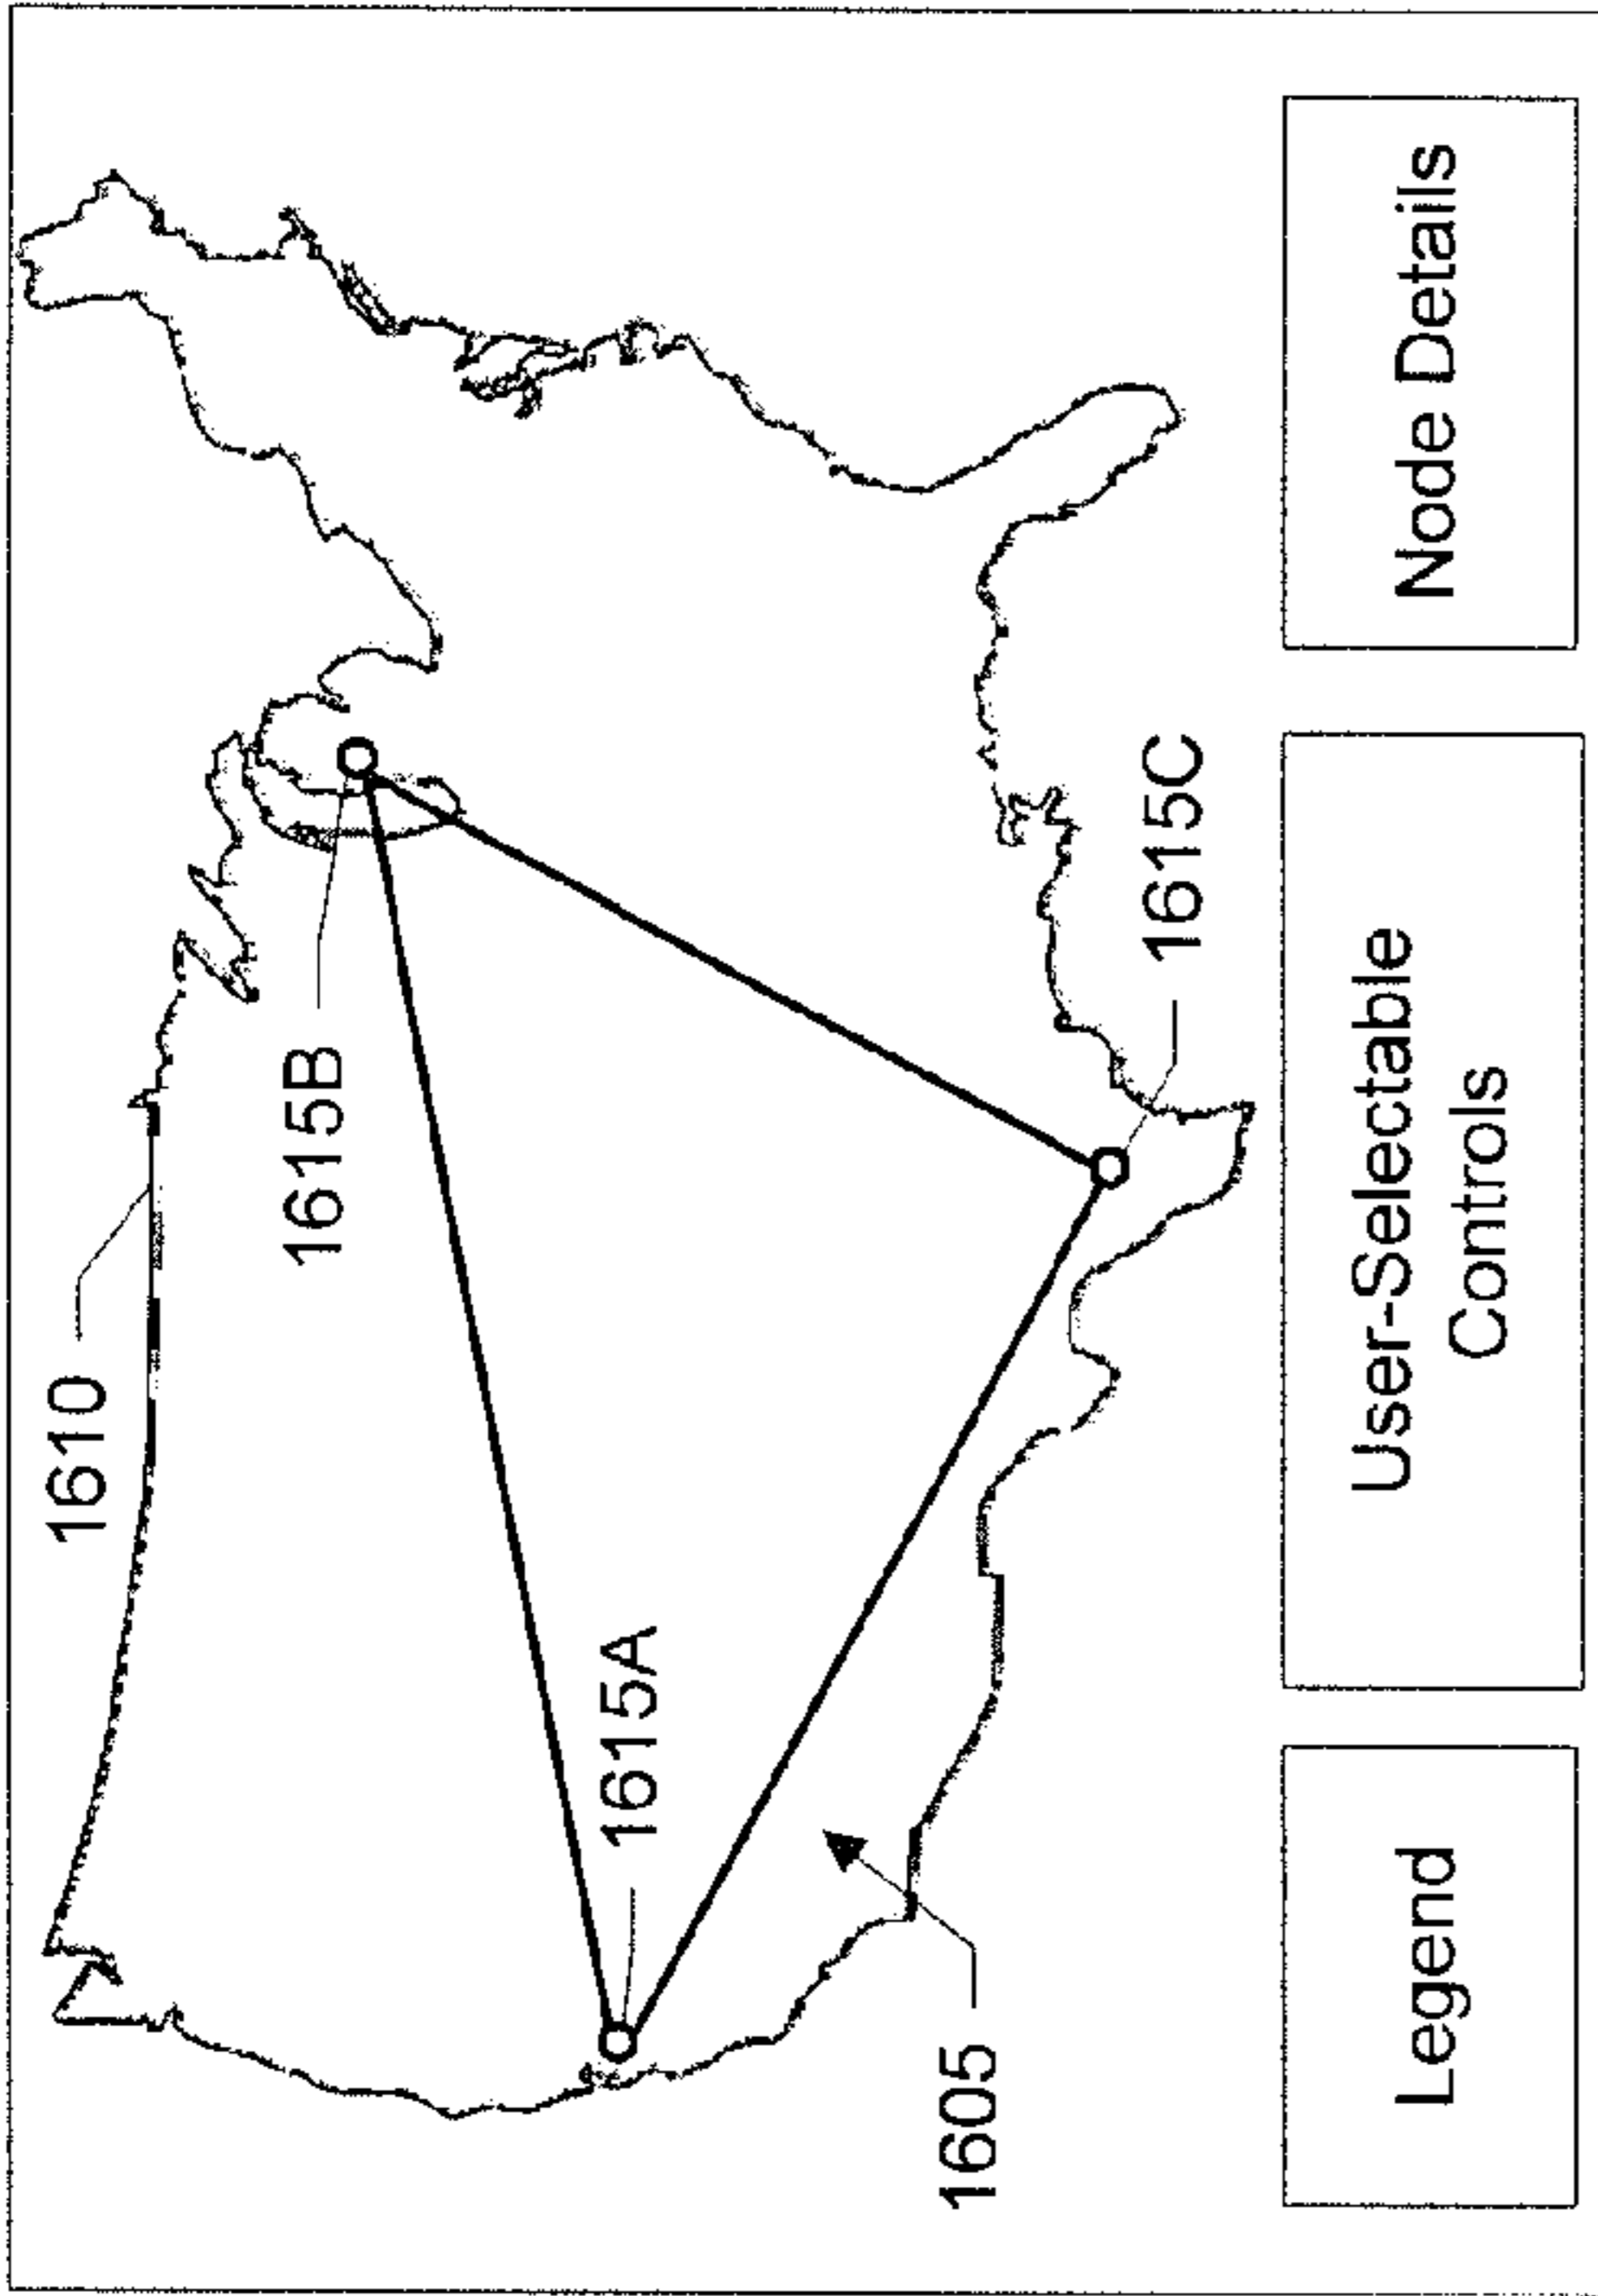 1610
1615B
1615A
1615C
1605
Legend
User-Selectable
Controls
Node Details